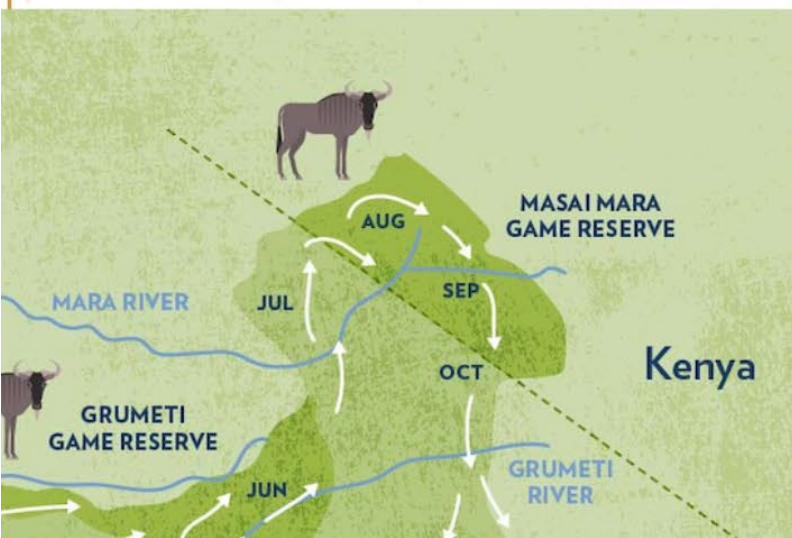 MASAI MARA
GAME RESERVE
AUG
MARA RIVER
JUL
SEP
Kenya
OCT
GRUMETI
GAME RESERVE
GRUMETI
RIVER
JUN